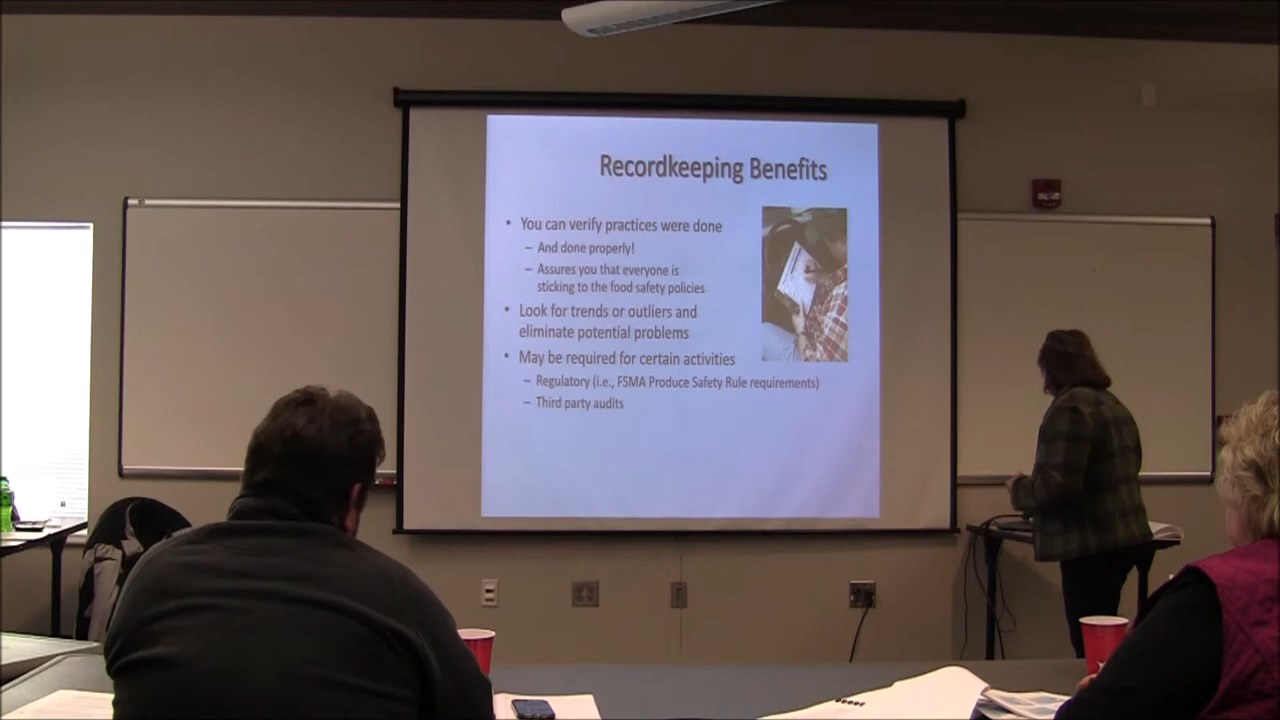 Recordkeeping Benefits
• You can verify practices were done
– And done properly!
– Assures you that everyone is
sticking to the food safety policies
• Look for trends or outliers and
eliminate potential problems
• May be required for certain activities
– Regulatory (i.e., FSMA Produce Safety Rule requirements)
– Third party audits